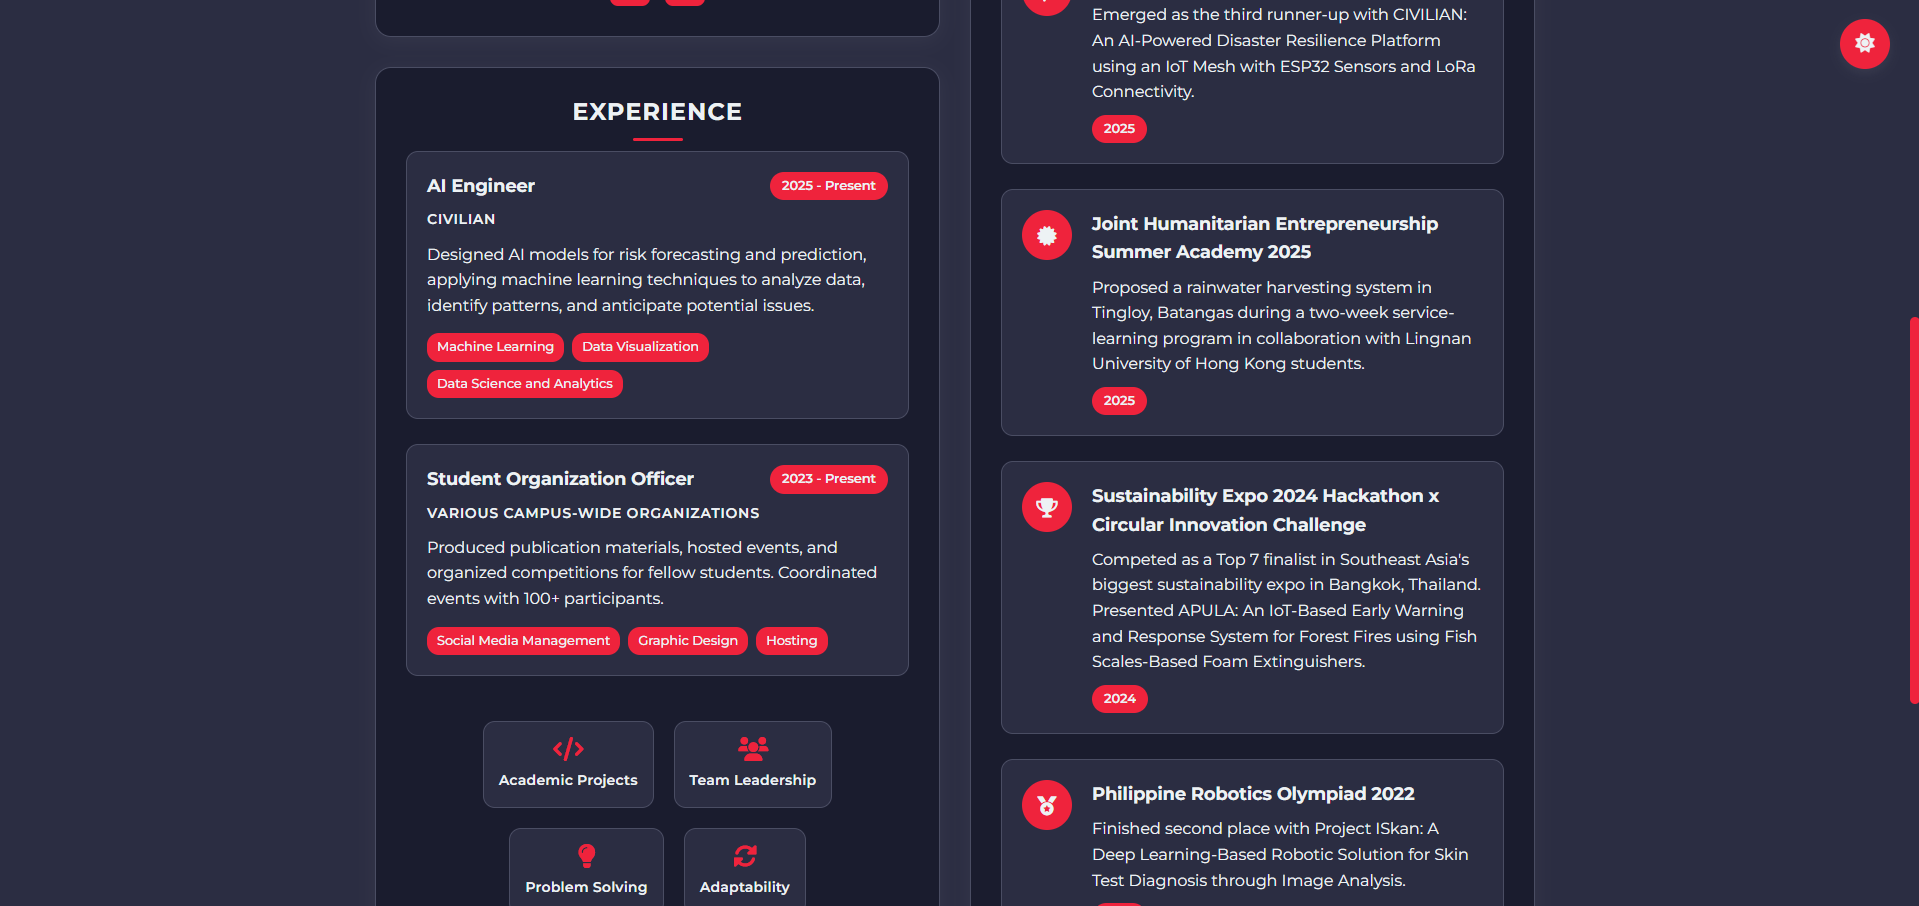 EXPERIENCE
AI Engineer
2025 - Present
CIVILIAN
Designed AI models for risk forecasting and prediction,
applying machine learning techniques to analyze data,
identify patterns, and anticipate potential issues.
Machine Learning
Data Visualization
Data Science and Analytics
Student Organization Officer
2023 - Present
VARIOUS CAMPUS-WIDE ORGANIZATIONS
Produced publication materials, hosted events, and
organized competitions for fellow students. Coordinated
events with 100+ participants.
Social Media Management
Graphic Design
Hosting
Academic Projects
Team Leadership
Problem Solving
Adaptability
Emerged as the third runner-up with CIVILIAN:
An AI-Powered Disaster Resilience Platform
using an IoT Mesh with ESP32 Sensors and LoRa
Connectivity.
2025
Joint Humanitarian Entrepreneurship
Summer Academy 2025
Proposed a rainwater harvesting system in
Tingloy, Batangas during a two-week service-
learning program in collaboration with Lingnan
University of Hong Kong students.
2025
Sustainability Expo 2024 Hackathon x
Circular Innovation Challenge
Competed as a Top 7 finalist in Southeast Asia's
biggest sustainability expo in Bangkok, Thailand.
Presented APULA: An IoT-Based Early Warning
and Response System for Forest Fires using Fish
Scales-Based Foam Extinguishers.
2024
Philippine Robotics Olympiad 2022
Finished second place with Project ISkan: A
Deep Learning-Based Robotic Solution for Skin
Test Diagnosis through Image Analysis.